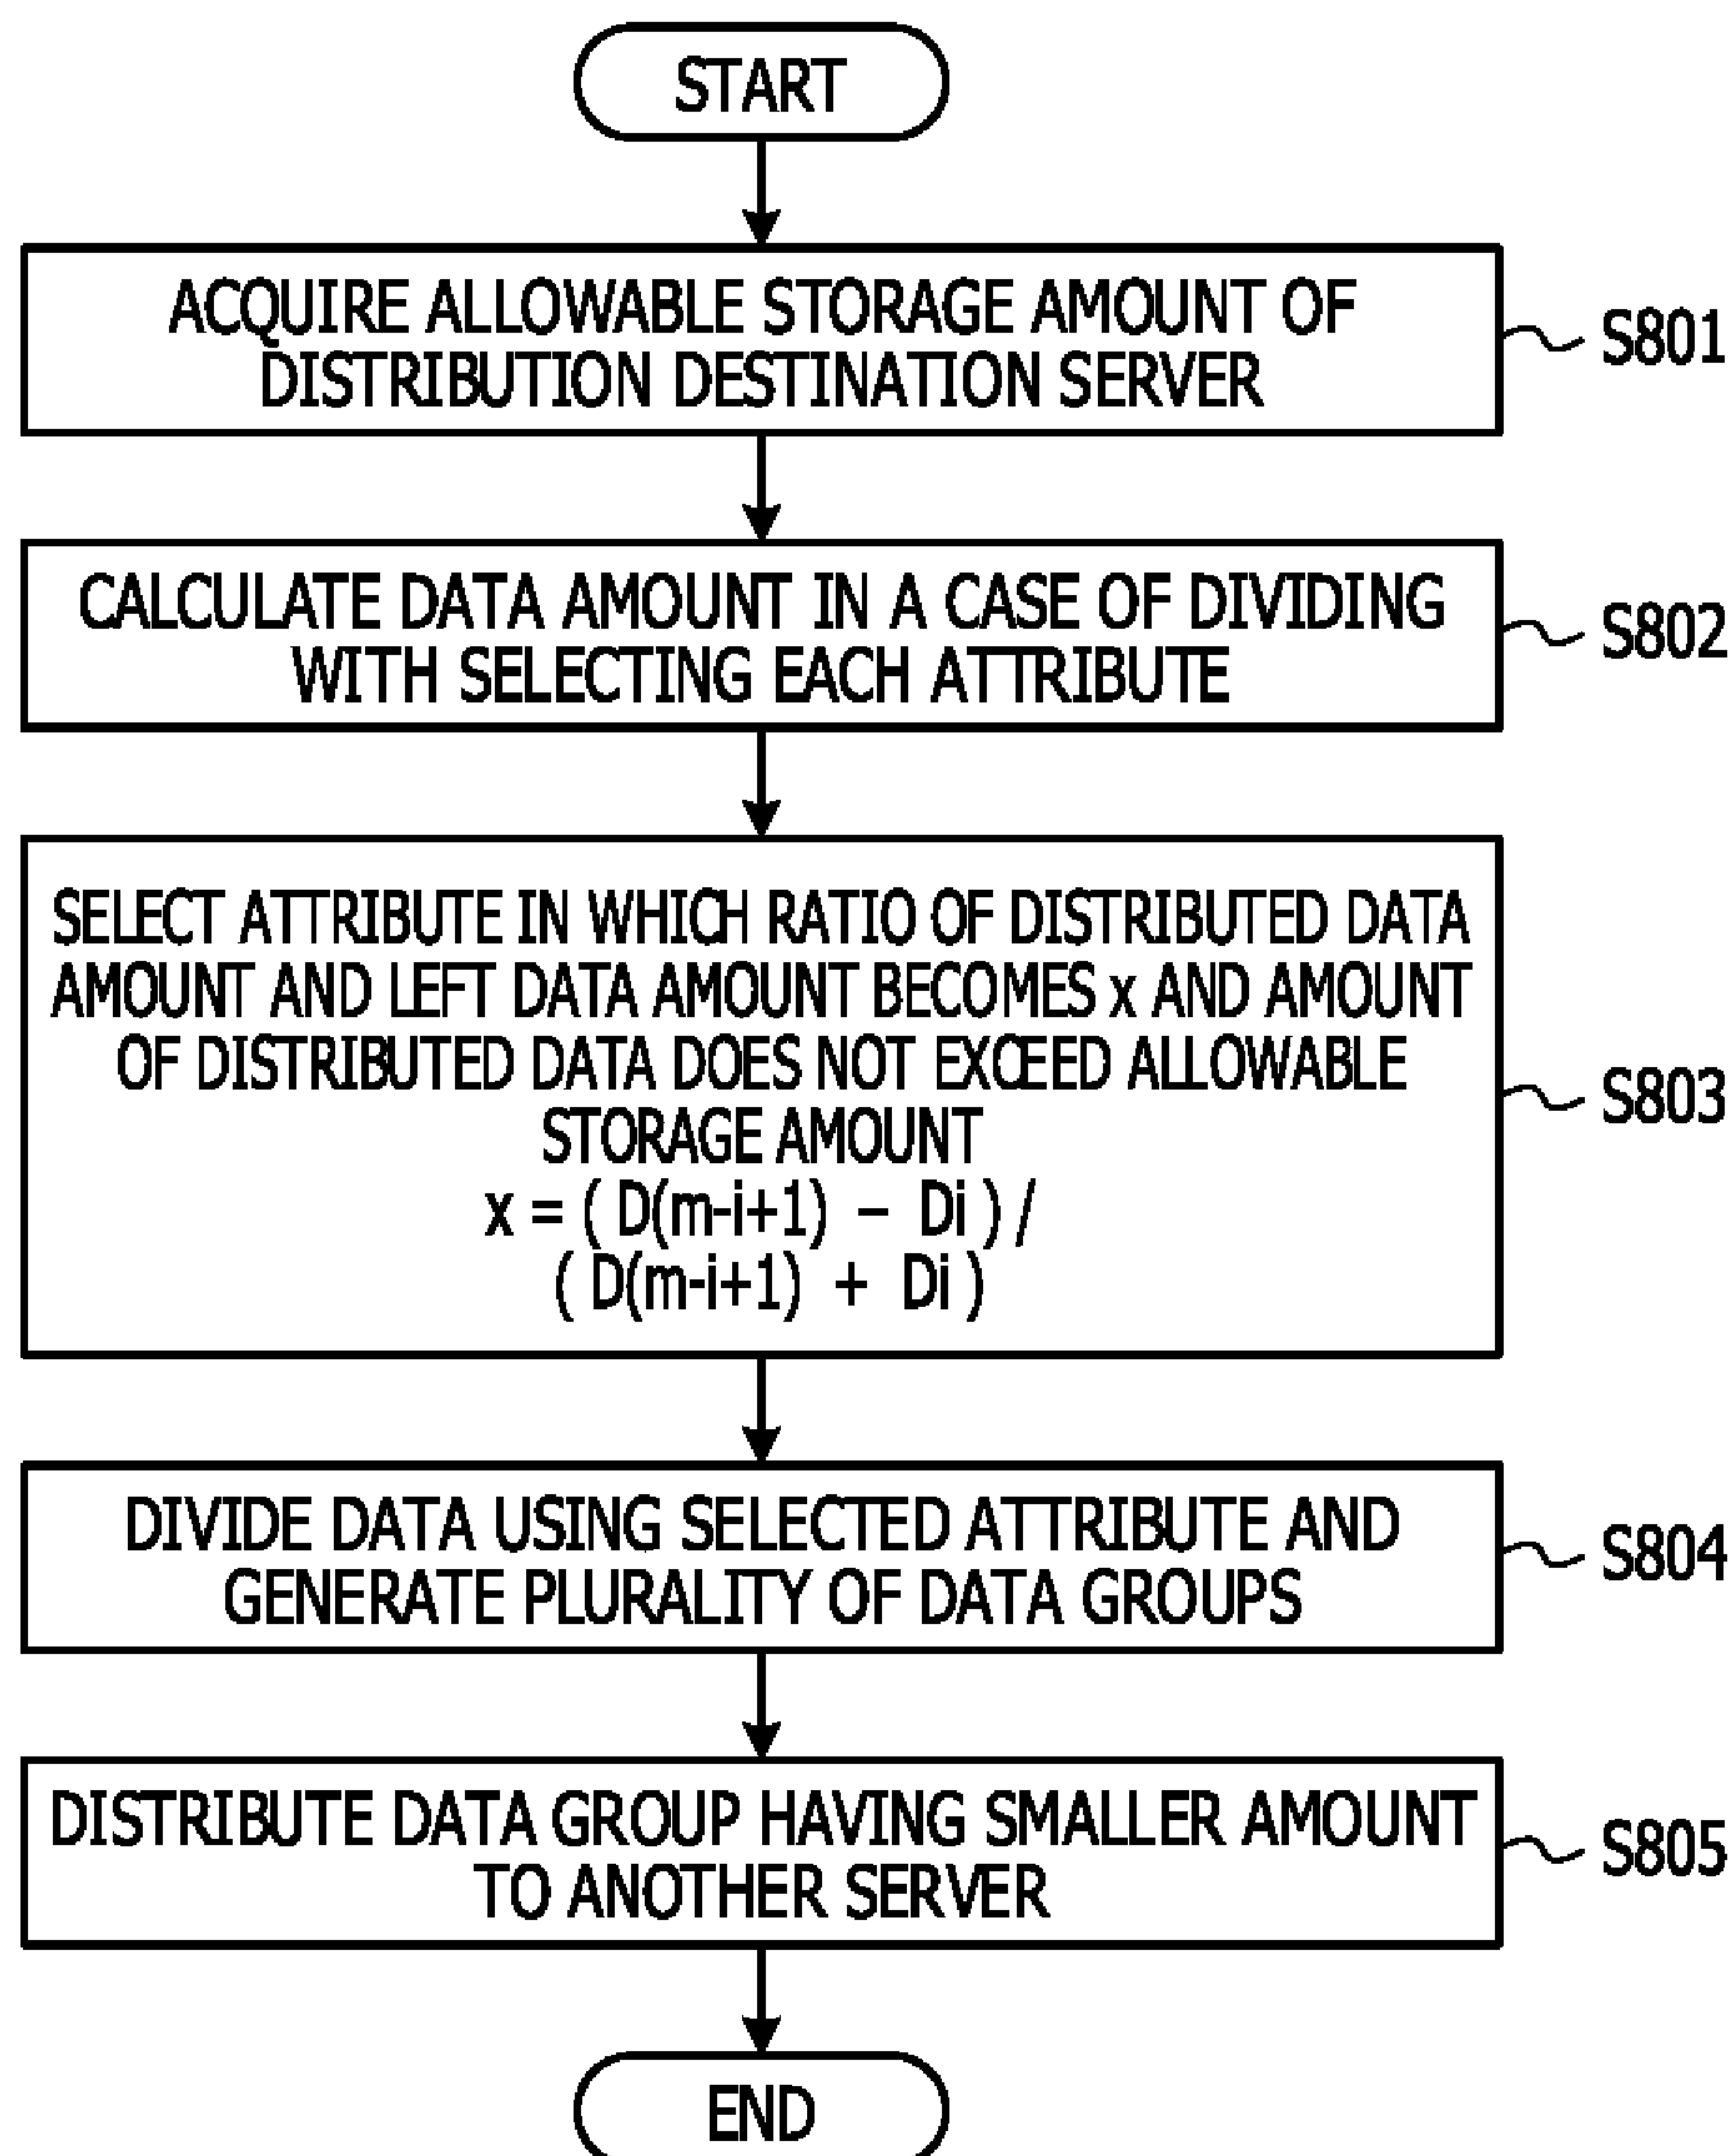 START
ACQUIRE ALLOWABLE STORAGE AMOUNT OF
DISTRIBUTION DESTINATION SERVER
S801
CALCULATE DATA AMOUNT IN A CASE OF DIVIDING
WITH SELECTING EACH ATTRIBUTE
S802
SELECT ATTRIBUTE IN WHICH RATIO OF DISTRIBUTED DATA
AMOUNT AND LEFT DATA AMOUNT BECOMES x AND AMOUNT
OF DISTRIBUTED DATA DOES NOT EXCEED ALLOWABLE
STORAGE AMOUNT
x = ( D(m-i+1) − Di ) /
( D(m-i+1) + Di )
S803
DIVIDE DATA USING SELECTED ATTRIBUTE AND
GENERATE PLURALITY OF DATA GROUPS
S804
DISTRIBUTE DATA GROUP HAVING SMALLER AMOUNT
TO ANOTHER SERVER
S805
END